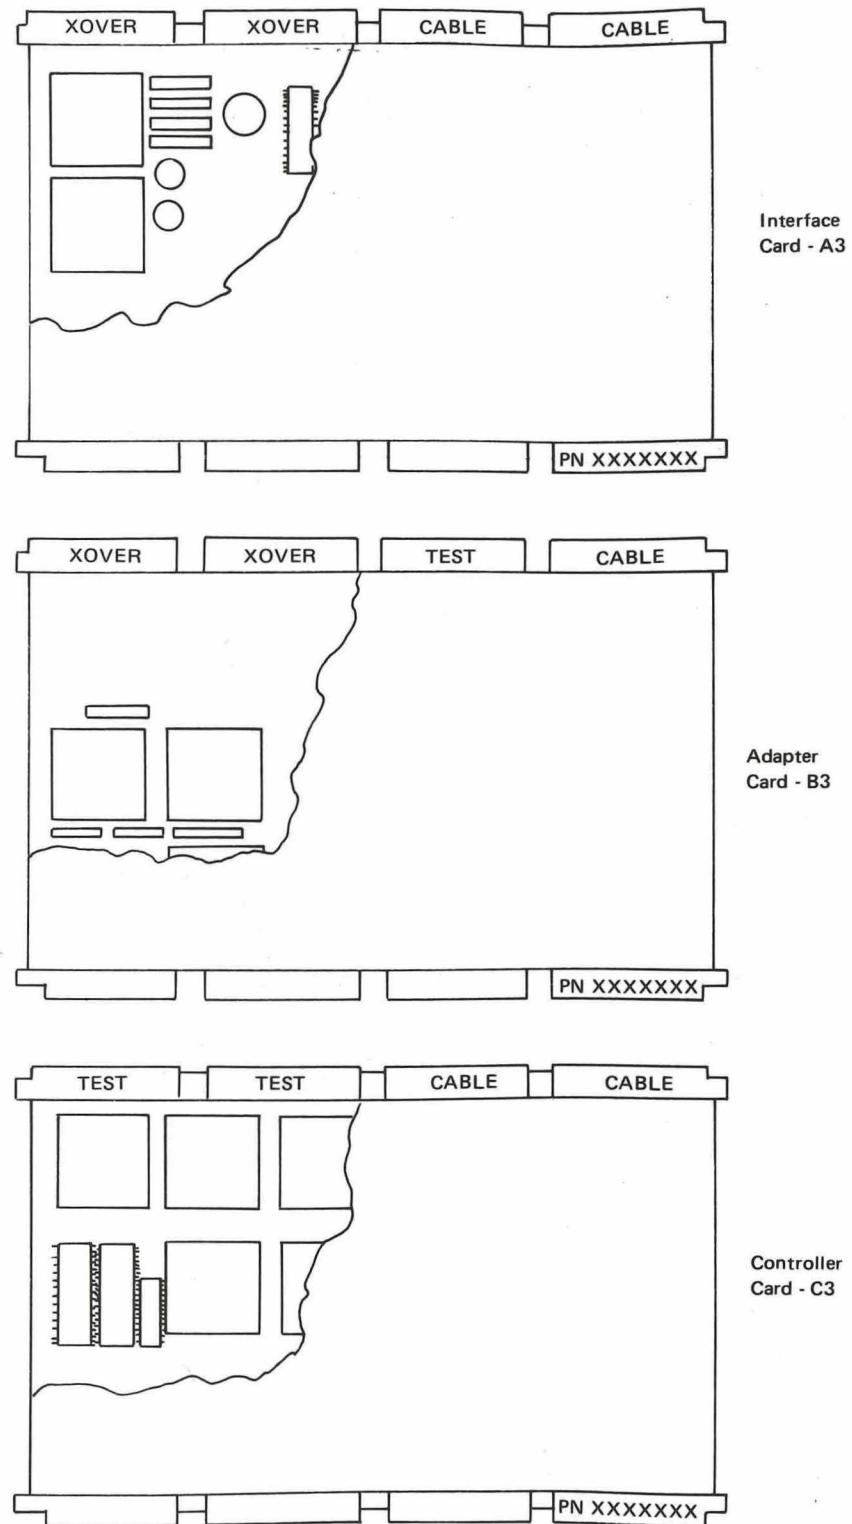 XOVER XOVER CABLE CABLE
Interface
Card - A3
PN XXXXXXX
XOVER XOVER TEST CABLE
Adapter
Card - B3
PN XXXXXXX
TEST TEST CABLE CABLE
Controller
Card - C3
PN XXXXXXX